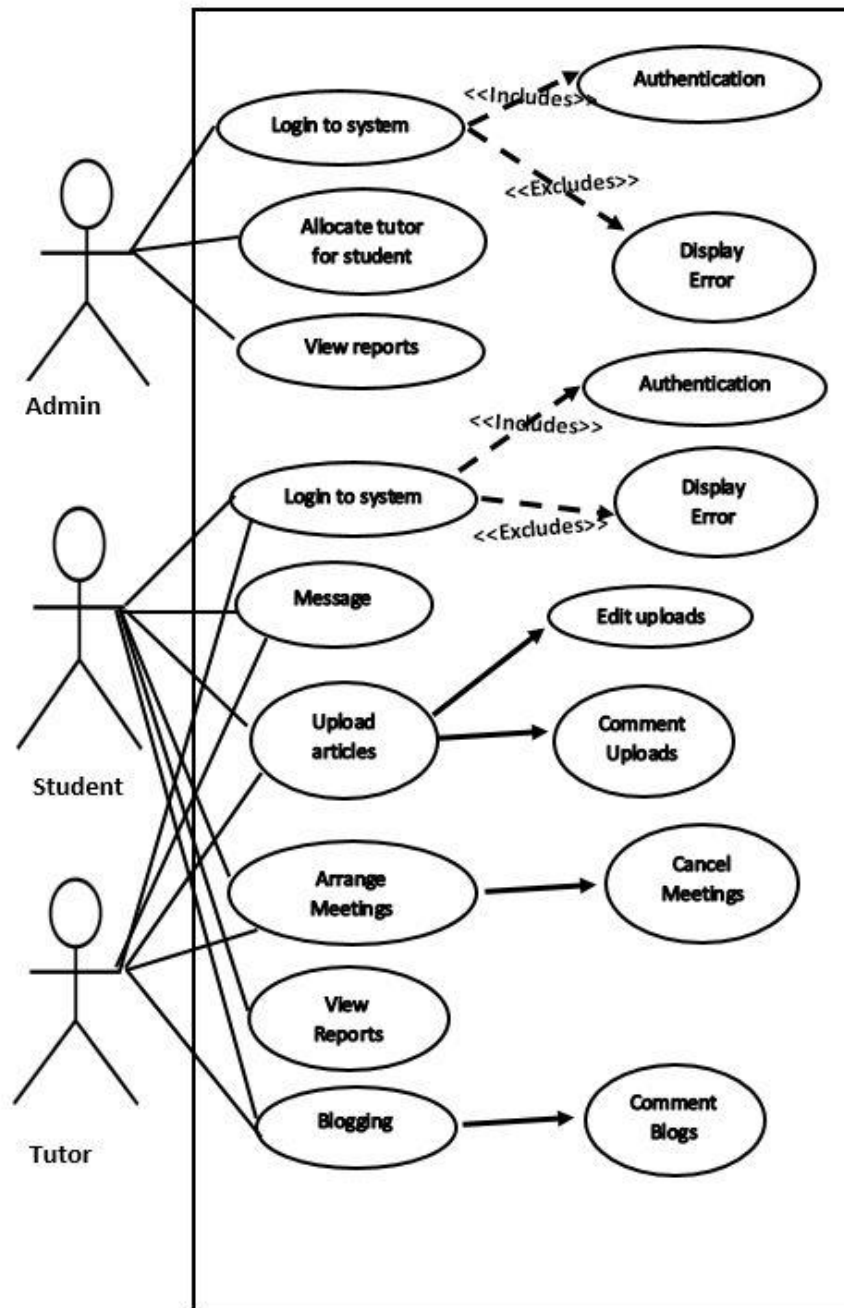 Authentication
<<Includes>>
Login to system
<<Excludes>>
Allocate tutor
for student
Display
Error
View reports
Admin
Authentication
<<Includes>>
Login to system
Display
Error
<<Excludes>>
Message
Edit uploads
Upload
articles
Comment
Uploads
Student
Arrange
Meetings
Cancel
Meetings
View
Reports
Blogging
Comment
Blogs
Tutor